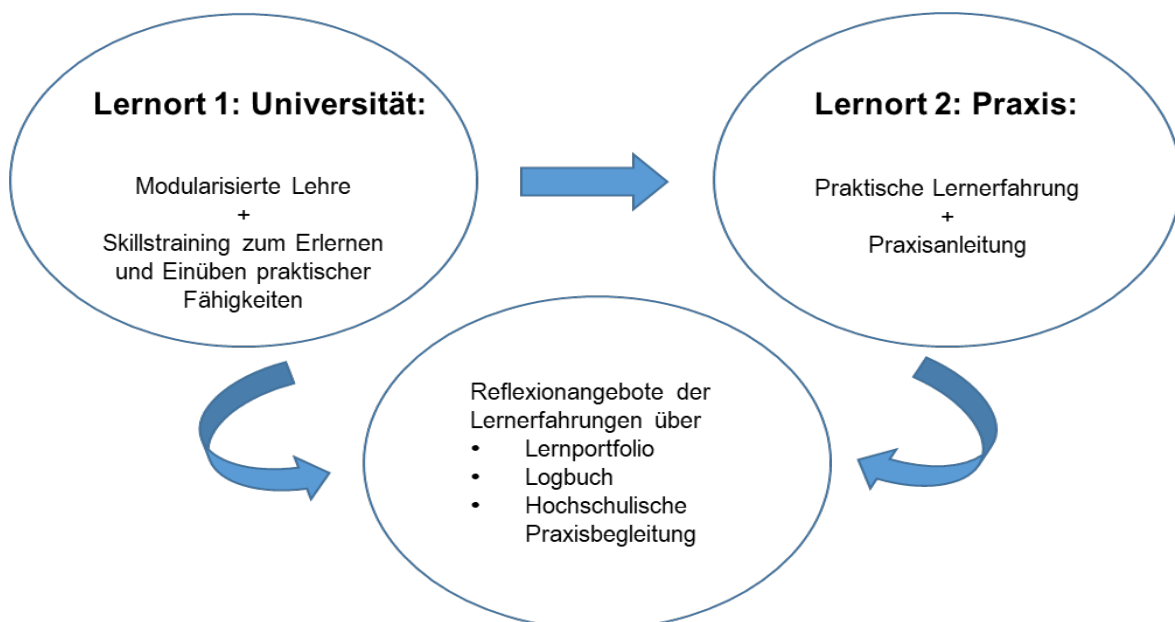 Lernort 1: Universität:
Modularisierte Lehre
+
Skillstraining zum Erlernen
und Einüben praktischer
Fähigkeiten
Lernort 2: Praxis:
Praktische Lernerfahrung
+
Praxisanleitung
Reflexionangebote der
Lernerfahrungen über
• Lernportfolio
• Logbuch
• Hochschulische
Praxisbegleitung